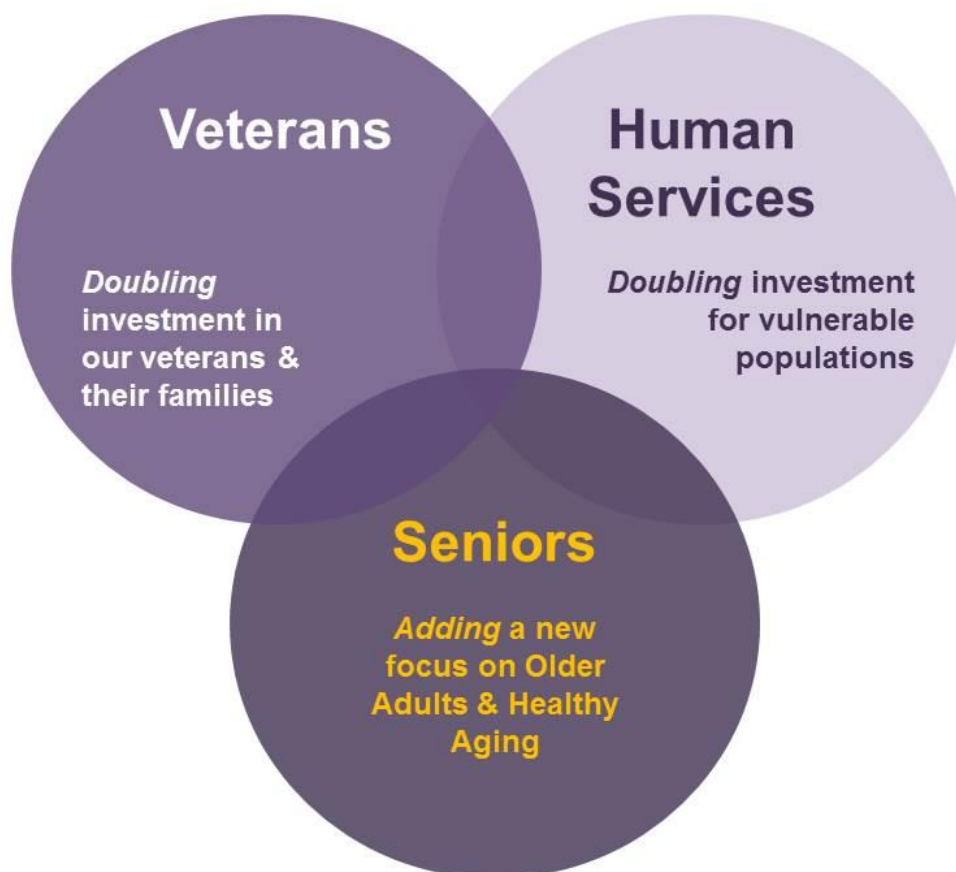 Veterans
Doubling
investment in
our veterans &
their families
Human
Services
Doubling investment
for vulnerable
populations
Seniors
Adding a new
focus on Older
Adults & Healthy
Aging